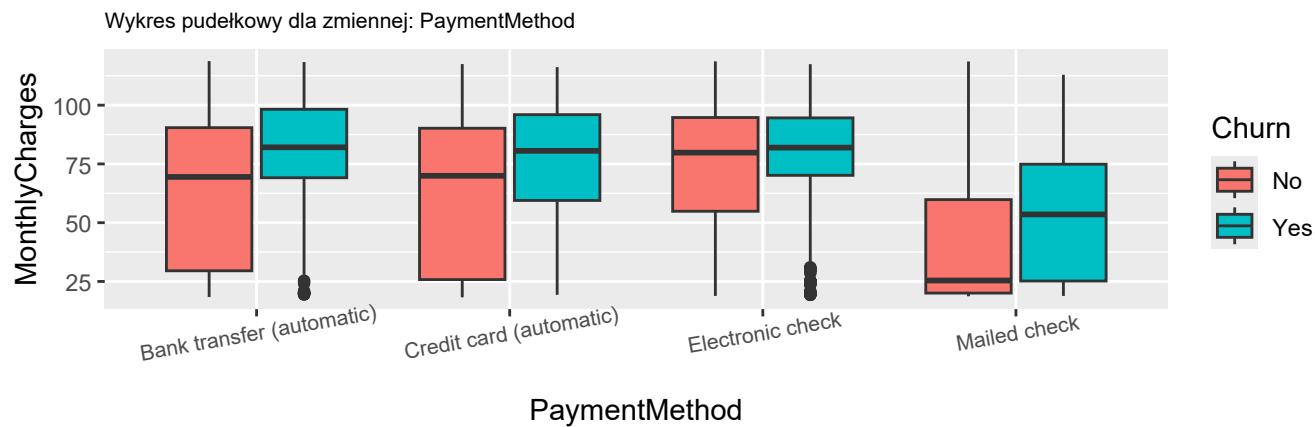 Wykres pudełkowy dla zmiennej: PaymentMethod
MonthlyCharges
100
75
50
25
Bank transfer (automatic)
Credit card (automatic)
Electronic check
Mailed check
PaymentMethod
Churn
No
Yes